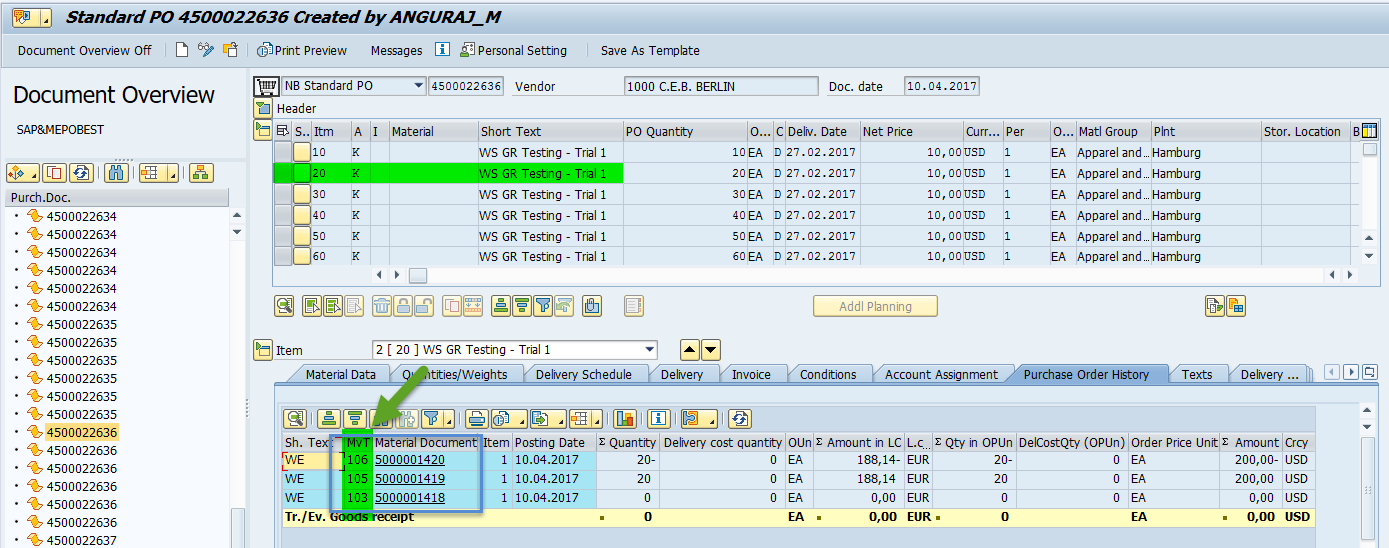 Standard PO 4500022636 Created by ANGURAJ_M
Document Overview Off Print Preview Messages Personal Setting Save As Template
Document Overview
SAP&MEPOBEST
Purch.Doc.
4500022634
4500022634
4500022634
4500022634
4500022634
4500022634
4500022635
4500022635
4500022635
4500022635
4500022635
4500022635
4500022636
4500022636
4500022636
4500022636
4500022636
4500022636
4500022637
NB Standard PO 4500022636 Vendor 1000 C.E.B. BERLIN Doc. date 10.04.2017
Header
S.. Itm A I Material Short Text PO Quantity O... C Deliv. Date Net Price Curr... Per O... Matl Group Plnt Stor. Location B
10 K WS GR Testing - Trial 1 10 EA D 27.02.2017 10,00 USD 1 EA Apparel and ... Hamburg
20 K WS GR Testing - Trial 1 20 EA D 27.02.2017 10,00 USD 1 EA Apparel and ... Hamburg
30 K WS GR Testing - Trial 1 30 EA D 27.02.2017 10,00 USD 1 EA Apparel and ... Hamburg
40 K WS GR Testing - Trial 1 40 EA D 27.02.2017 10,00 USD 1 EA Apparel and ... Hamburg
50 K WS GR Testing - Trial 1 50 EA D 27.02.2017 10,00 USD 1 EA Apparel and ... Hamburg
60 K WS GR Testing - Trial 1 60 EA D 27.02.2017 10,00 USD 1 EA Apparel and ... Hamburg
Addl Planning
Item 2 [ 20 ] WS GR Testing - Trial 1
Material Data Quantities/Weights Delivery Schedule Delivery Invoice Conditions Account Assignment Purchase Order History Texts Delivery ...
Sh. Tex MvT Material Document Item Posting Date Σ Quantity Delivery cost quantity OUn Σ Amount in LC L.c... Σ Qty in OPUn DelCostQty (OPUn) Order Price Unit Σ Amount Crcy
WE 106 5000001420 1 10.04.2017 20- 0 EA 188,14- EUR 20- 0 EA 200,00- USD
WE 105 5000001419 1 10.04.2017 20 0 EA 188,14 EUR 20 0 EA 200,00 USD
WE 103 5000001418 1 10.04.2017 0 0 EA 0,00 EUR 0 0 EA 0,00 USD
Tr./Ev. Goods receipt 0 EA 0,00 EUR 0 EA 0,00 USD